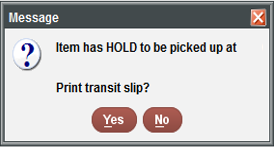 Message
Item has HOLD to be picked up at
Print transit slip?
Yes No